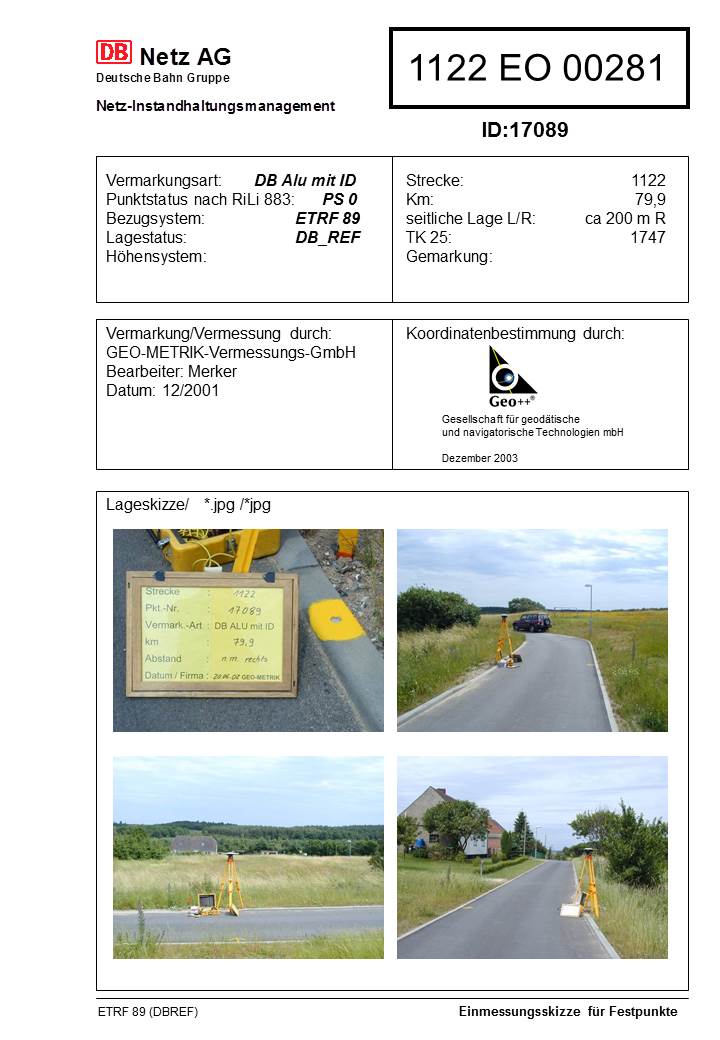 DB Netz AG
Deutsche Bahn Gruppe
Netz-Instandhaltungsmanagement
1122 EO 00281
ID:17089
Vermarkungsart: DB Alu mit ID
Punktstatus nach RiLi 883: PS 0
Bezugsystem: ETRF 89
Lagestatus: DB_REF
Höhensystem:
Strecke: 1122
Km: 79,9
seitliche Lage L/R: ca 200 m R
TK 25: 1747
Gemarkung:
Vermarkung/Vermessung durch:
GEO-METRIK-Vermessungs-GmbH
Bearbeiter: Merker
Datum: 12/2001
Koordinatenbestimmung durch:
Geo++®
Gesellschaft für geodätische
und navigatorische Technologien mbH
Dezember 2003
Lageskizze/ *.jpg /*jpg
Strecke : 1122
Pkt.-Nr. : 17089
Vermark.-Art : DB ALU mit ID
km : 79,9
Abstand : n.m. rechts
Datum / Firma : 20.06.02 GEO-METRIK
ETRF 89 (DBREF)
Einmessungsskizze für Festpunkte